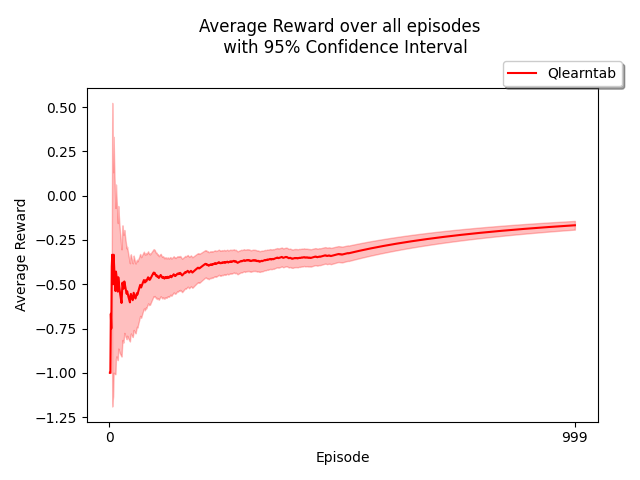 Average Reward over all episodes
with 95% Confidence Interval
Qlearntab
0.50
0.25
0.00
−0.25
−0.50
−0.75
−1.00
−1.25
Average Reward
0
999
Episode